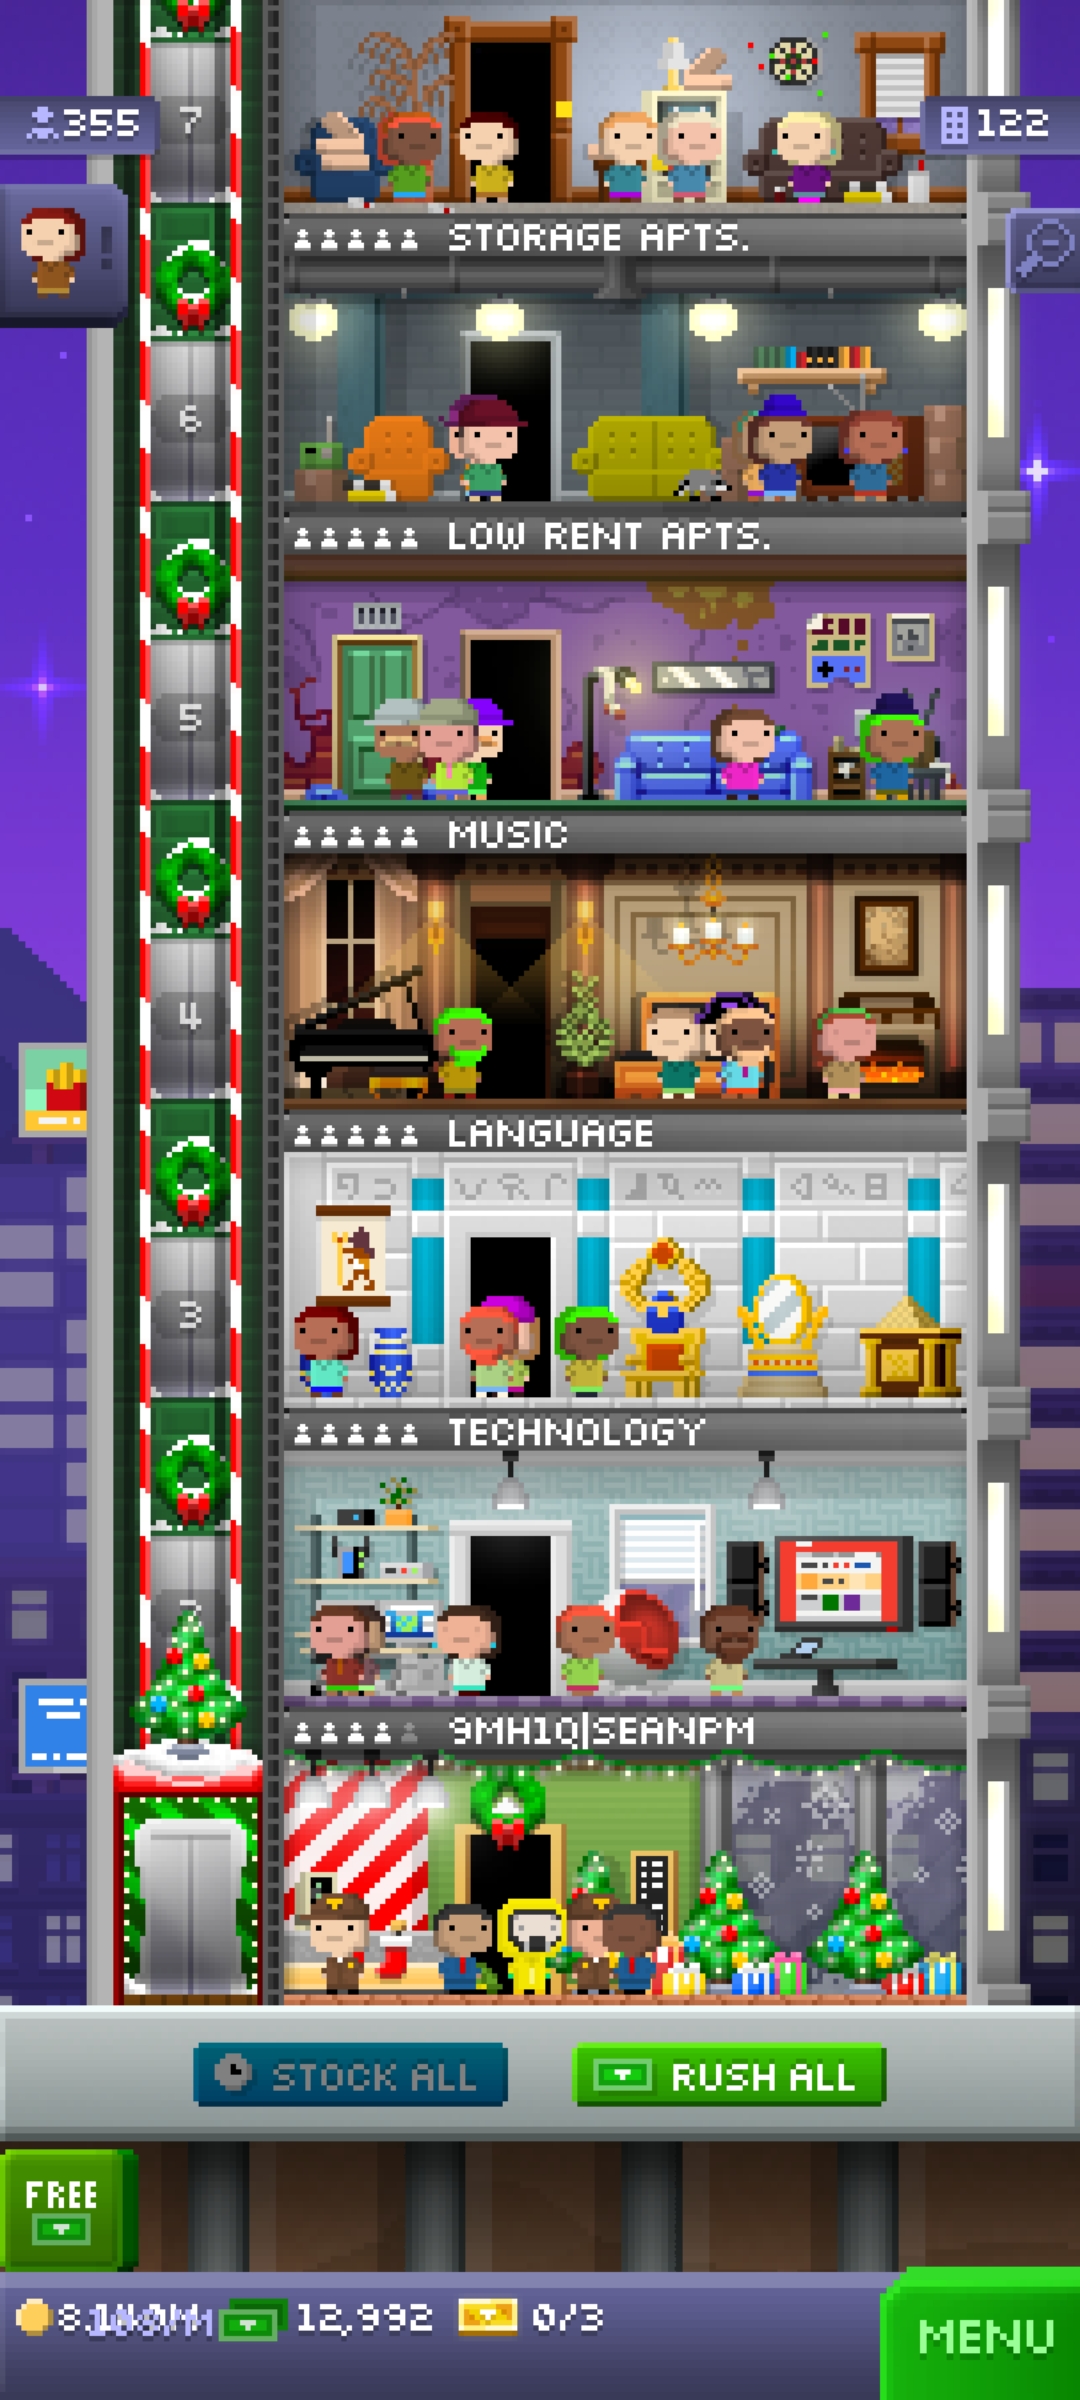 7
355
122
STORAGE APTS.
6
LOW RENT APTS.
5
MUSIC
4
LANGUAGE
3
TECHNOLOGY
9MH1Q|SEANPM
STOCK ALL
RUSH ALL
FREE
12,992
0/3
MENU